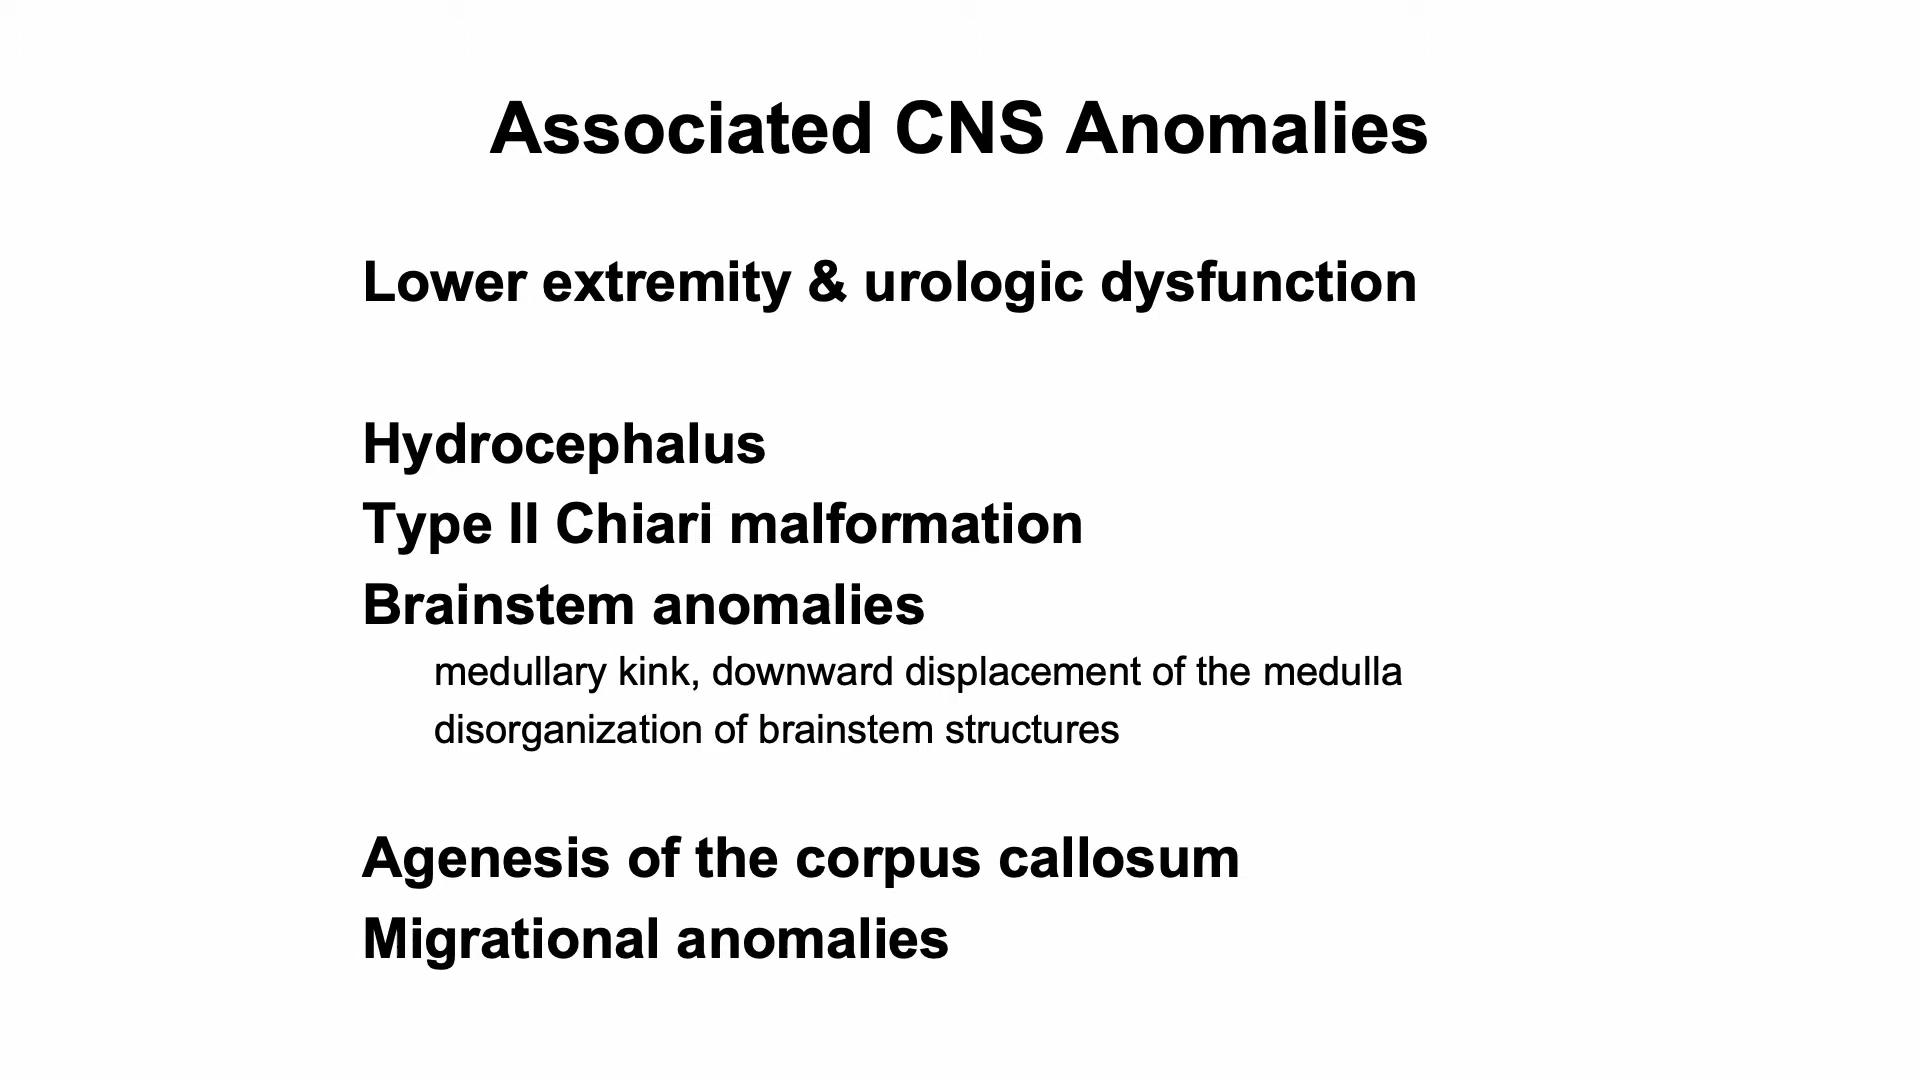 Associated CNS Anomalies
Lower extremity & urologic dysfunction
Hydrocephalus
Type II Chiari malformation
Brainstem anomalies
medullary kink, downward displacement of the medulla
disorganization of brainstem structures
Agenesis of the corpus callosum
Migrational anomalies